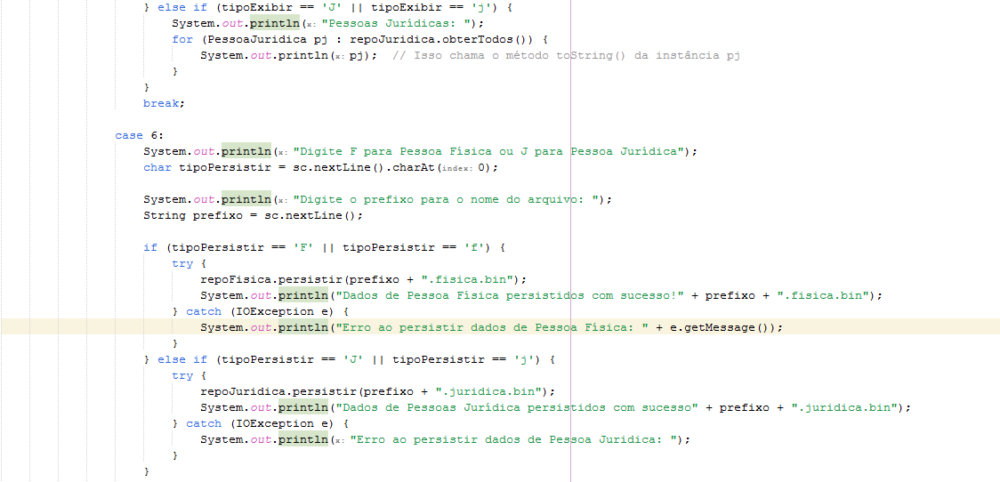 } else if (tipoExibir == 'J' || tipoExibir == 'j') {
System.out.println(x: "Pessoas Jurídicas: ");
for (PessoaJuridica pj : repoJuridica.obterTodos()) {
System.out.println(x: pj);  // Isso chama o método toString() da instância pj
}
}
break;
case 6:
System.out.println(x: "Digite F para Pessoa Física ou J para Pessoa Jurídica");
char tipoPersistir = sc.nextLine().charAt(index: 0);
System.out.println(x: "Digite o prefixo para o nome do arquivo: ");
String prefixo = sc.nextLine();
if (tipoPersistir == 'F' || tipoPersistir == 'f') {
try {
repoFisica.persistir(prefixo + ".fisica.bin");
System.out.println("Dados de Pessoa Física persistidos com sucesso!" + prefixo + ".fisica.bin");
} catch (IOException e) {
System.out.println("Erro ao persistir dados de Pessoa Física: " + e.getMessage());
}
} else if (tipoPersistir == 'J' || tipoPersistir == 'j') {
try {
repoJuridica.persistir(prefixo + ".juridica.bin");
System.out.println("Dados de Pessoas Jurídica persistidos com sucesso" + prefixo + ".juridica.bin");
} catch (IOException e) {
System.out.println(x: "Erro ao persistir dados de Pessoa Juridica: ");
}
}